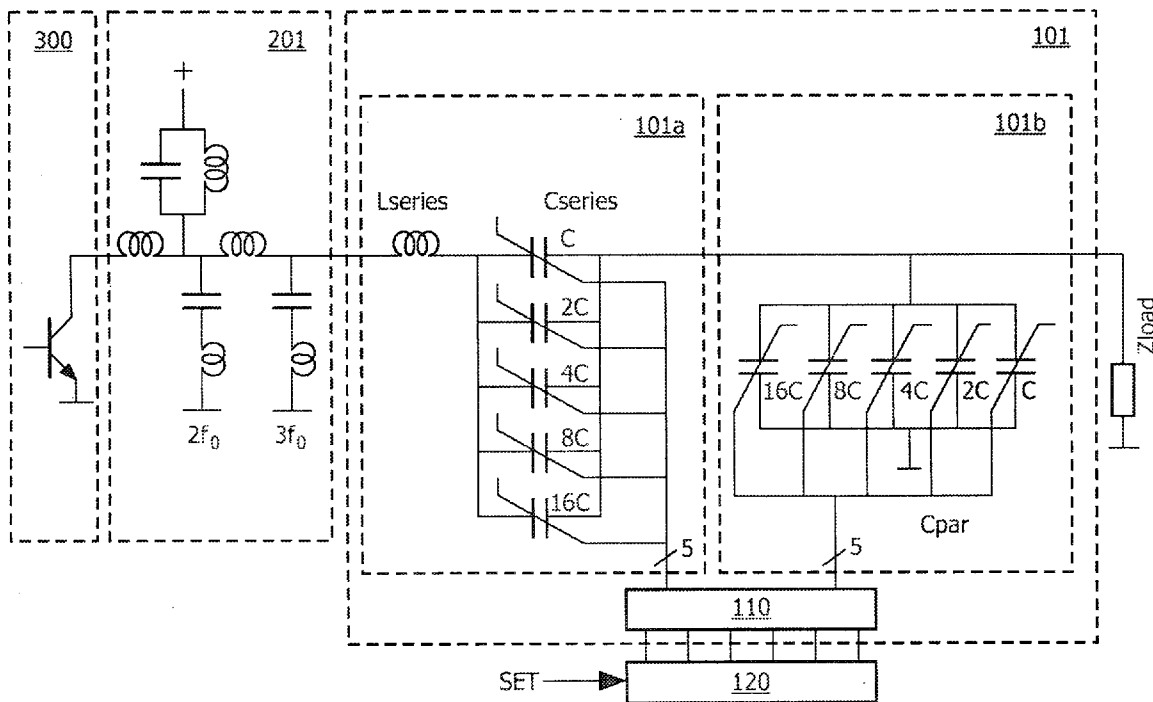 300
201
101
101a
101b
+
Lseries
Cseries
C
2C
4C
8C
16C
2f₀
3f₀
16C
8C
4C
2C
C
Zload
Cpar
5
5
110
SET
120